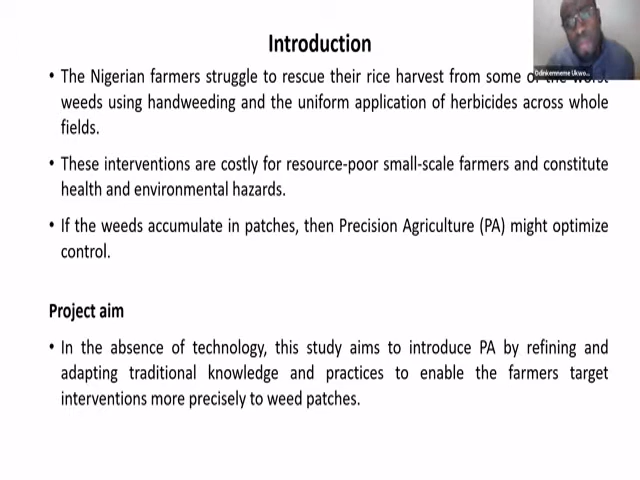 Introduction
Odinkemmeme Ukwo...
• The Nigerian farmers struggle to rescue their rice harvest from some of the worst
weeds using handweeding and the uniform application of herbicides across whole
fields.
• These interventions are costly for resource-poor small-scale farmers and constitute
health and environmental hazards.
• If the weeds accumulate in patches, then Precision Agriculture (PA) might optimize
control.
Project aim
• In the absence of technology, this study aims to introduce PA by refining and
adapting traditional knowledge and practices to enable the farmers target
interventions more precisely to weed patches.